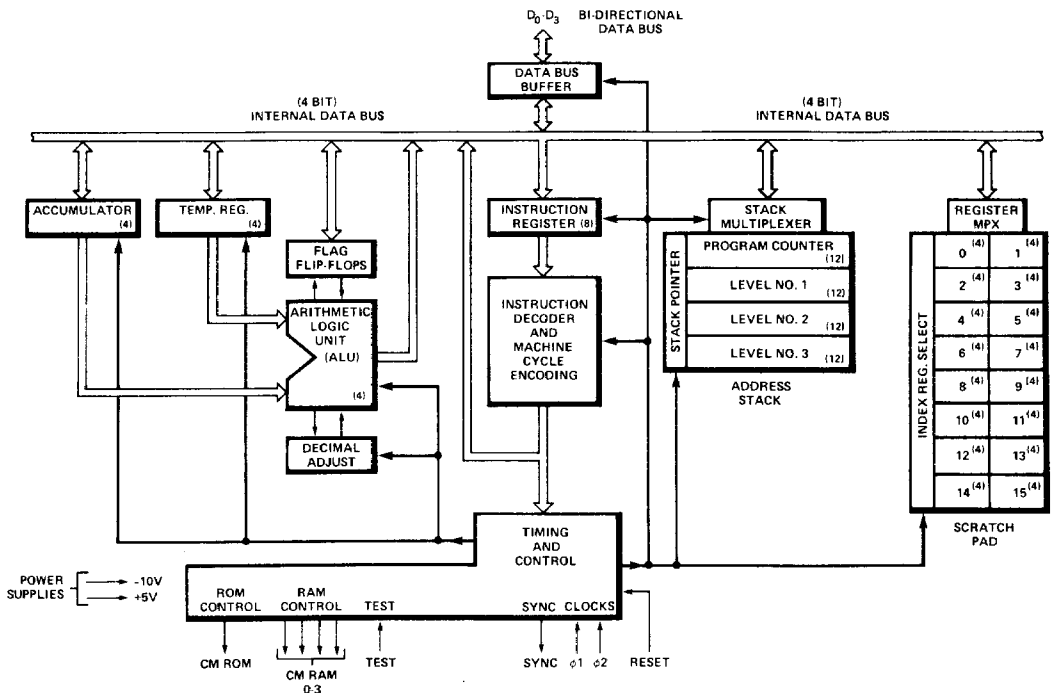 D0-D3 BI-DIRECTIONAL
DATA BUS
DATA BUS
BUFFER
(4 BIT)
INTERNAL DATA BUS
(4 BIT)
INTERNAL DATA BUS
ACCUMULATOR
(4)
TEMP. REG.
(4)
FLAG
FLIP-FLOPS
ARITHMETIC
LOGIC
UNIT
(ALU)
(4)
DECIMAL
ADJUST
INSTRUCTION
REGISTER (8)
INSTRUCTION
DECODER
AND
MACHINE
CYCLE
ENCODING
STACK
MULTIPLEXER
STACK POINTER
PROGRAM COUNTER
(12)
LEVEL NO. 1
(12)
LEVEL NO. 2
(12)
LEVEL NO. 3
(12)
ADDRESS
STACK
REGISTER
MPX
INDEX REG. SELECT
0 (4) 1 (4)
2 (4) 3 (4)
4 (4) 5 (4)
6 (4) 7 (4)
8 (4) 9 (4)
10 (4) 11 (4)
12 (4) 13 (4)
14 (4) 15 (4)
SCRATCH
PAD
TIMING
AND
CONTROL
POWER
SUPPLIES
-10V
+5V
ROM
CONTROL
RAM
CONTROL
TEST
SYNC
CLOCKS
CM ROM
CM RAM
0-3
TEST
SYNC
φ1
φ2
RESET